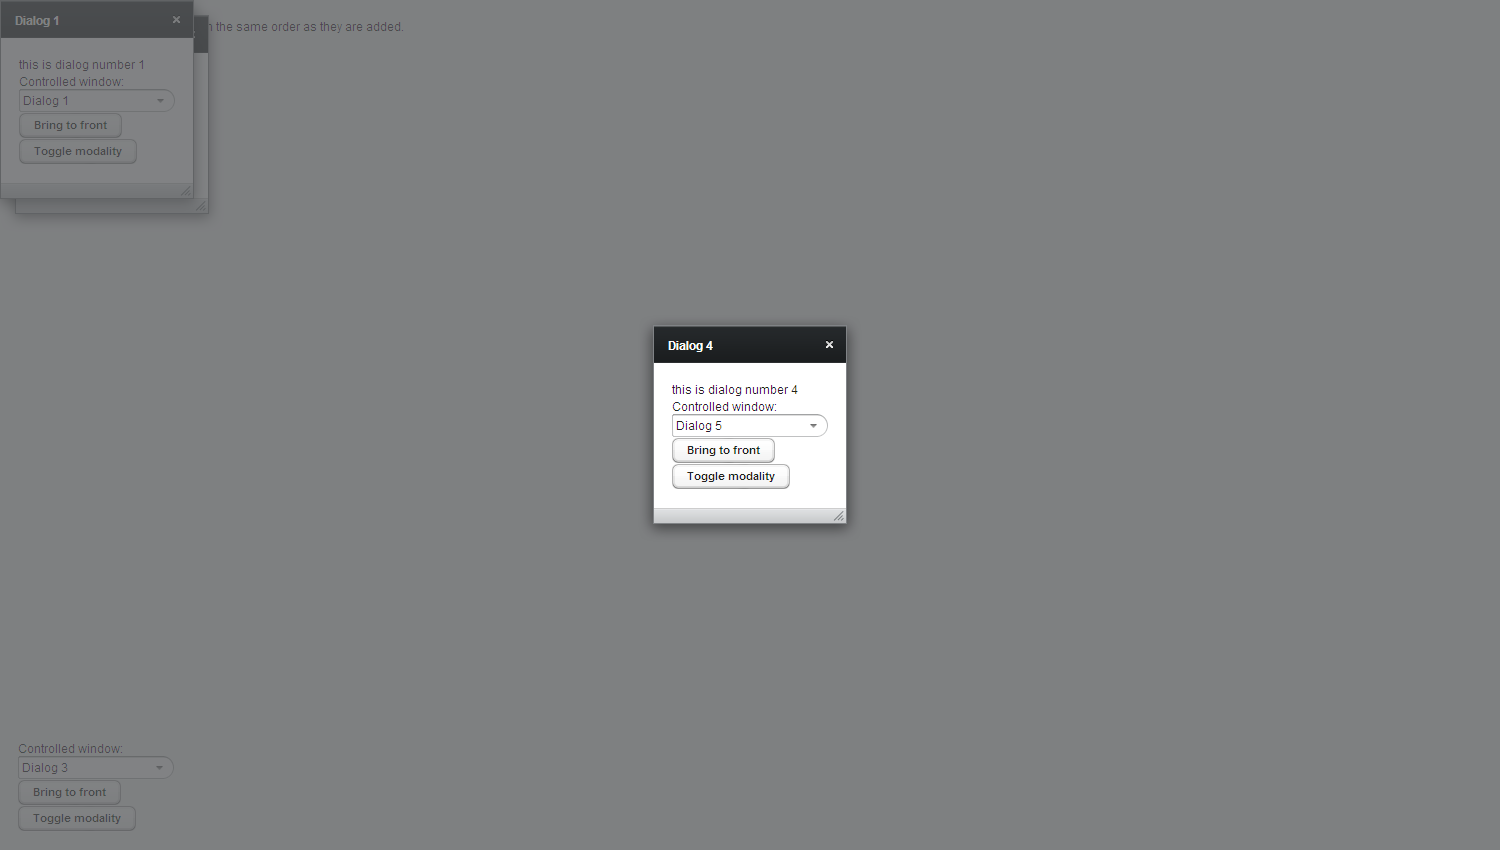 Dialog 1
the same order as they are added.
this is dialog number 1
Controlled window:
Dialog 1
Bring to front
Toggle modality
Dialog 4
this is dialog number 4
Controlled window:
Dialog 5
Bring to front
Toggle modality
Controlled window:
Dialog 3
Bring to front
Toggle modality